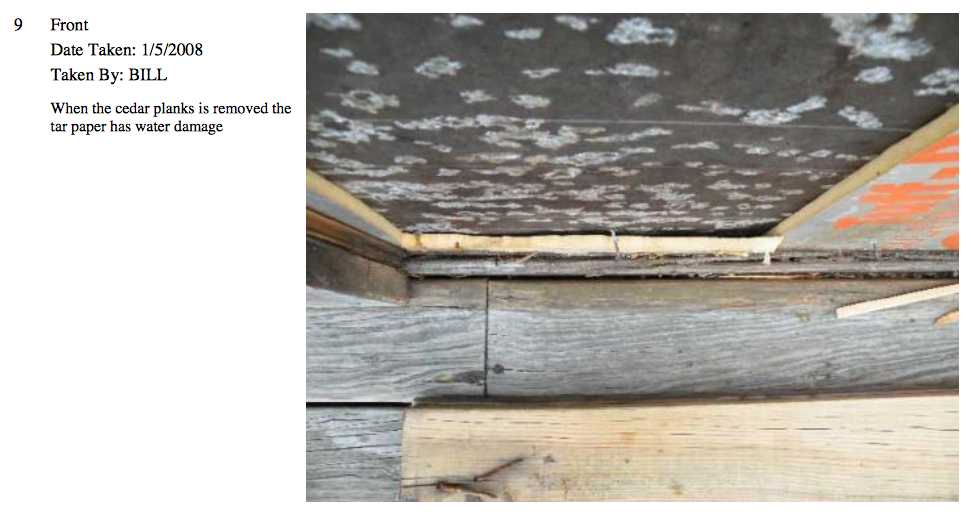 9 Front
Date Taken: 1/5/2008
Taken By: BILL
When the cedar planks is removed the
tar paper has water damage